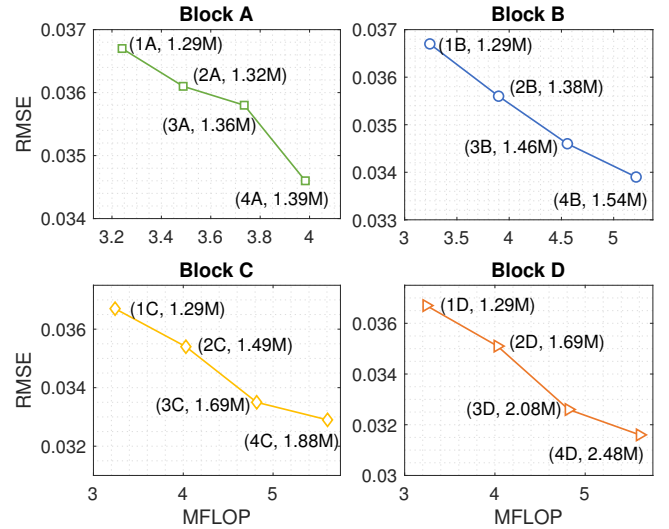 Block A
0.037
0.036
0.035
0.034
RMSE
(1A, 1.29M)
(2A, 1.32M)
(3A, 1.36M)
(4A, 1.39M)
3.2
3.4
3.6
3.8
4
Block B
0.037
0.036
0.035
0.034
0.033
(1B, 1.29M)
(2B, 1.38M)
(3B, 1.46M)
(4B, 1.54M)
3
3.5
4
4.5
5
Block C
0.036
0.034
0.032
RMSE
(1C, 1.29M)
(2C, 1.49M)
(3C, 1.69M)
(4C, 1.88M)
3
4
5
MFLOP
Block D
0.036
0.034
0.032
0.03
(1D, 1.29M)
(2D, 1.69M)
(3D, 2.08M)
(4D, 2.48M)
3
4
5
MFLOP